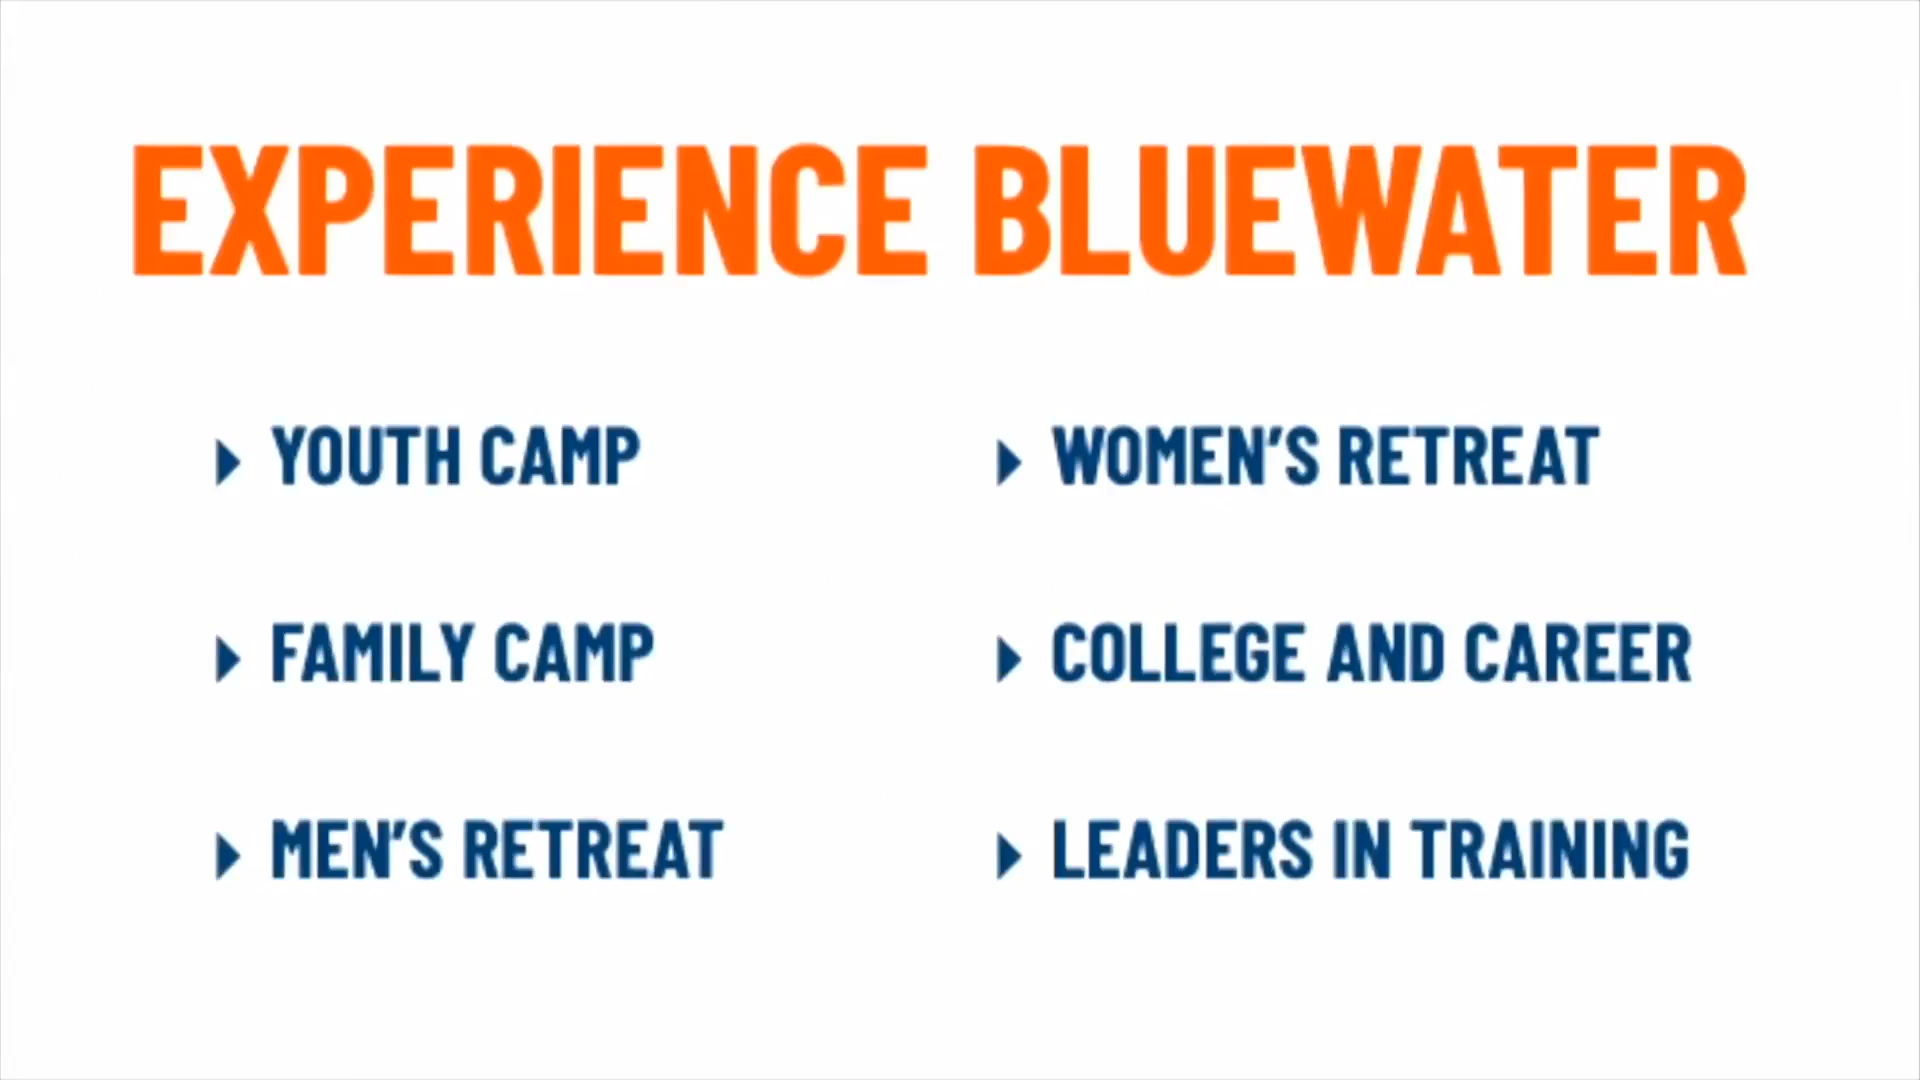 EXPERIENCE BLUEWATER
YOUTH CAMP
FAMILY CAMP
MEN’S RETREAT
WOMEN’S RETREAT
COLLEGE AND CAREER
LEADERS IN TRAINING